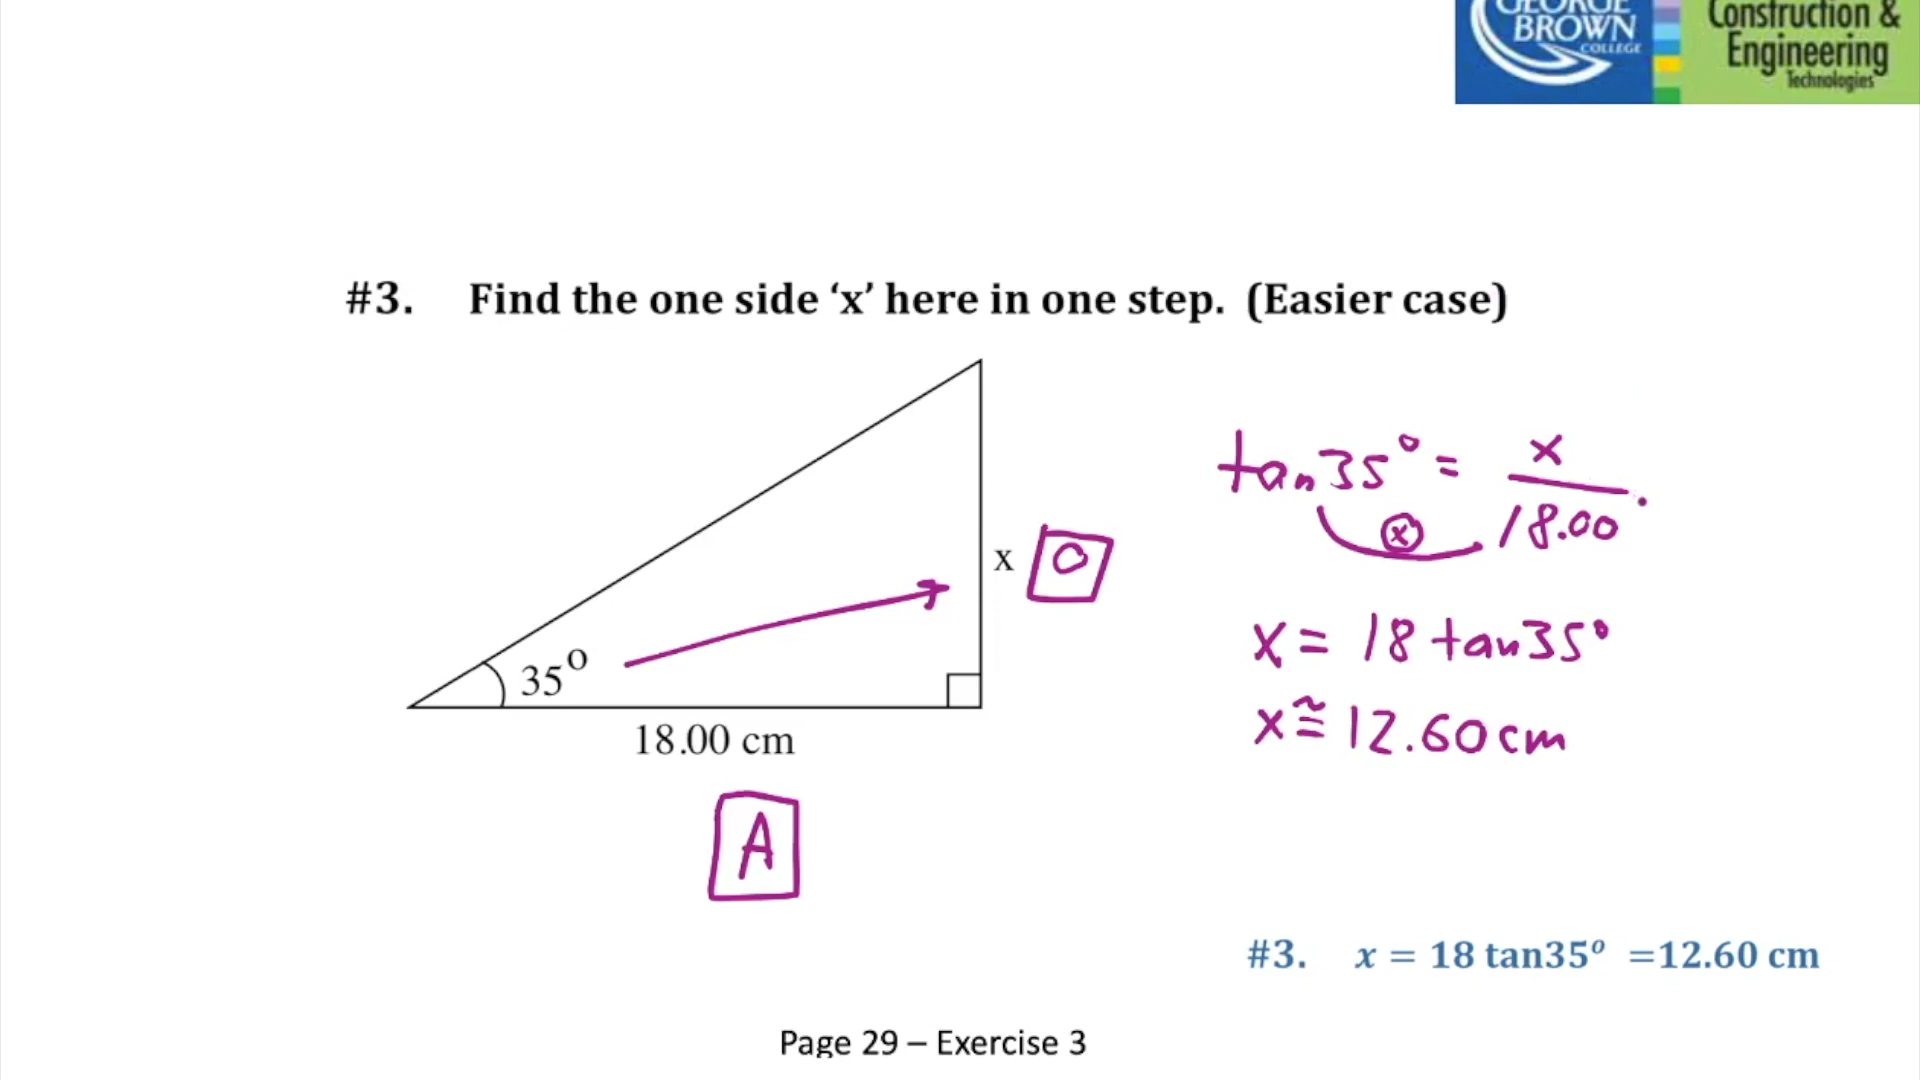 GEORGE
BROWN
COLLEGE
Construction &
Engineering
Technologies
#3. Find the one side ‘x’ here in one step. (Easier case)
tan35° = x / 18.00
(x)
x O
35°
18.00 cm
A
x = 18 tan35°
x ≅ 12.60 cm
#3. x = 18 tan35° =12.60 cm
Page 29 – Exercise 3